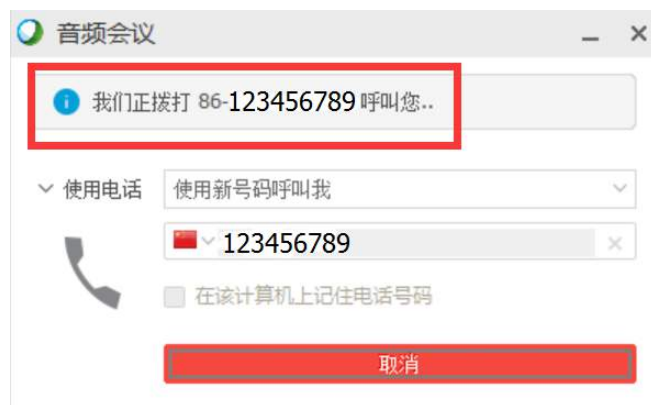 音频会议
我们正拨打 86-123456789 呼叫您..
使用电话 使用新号码呼叫我
123456789
在该计算机上记住电话号码
取消